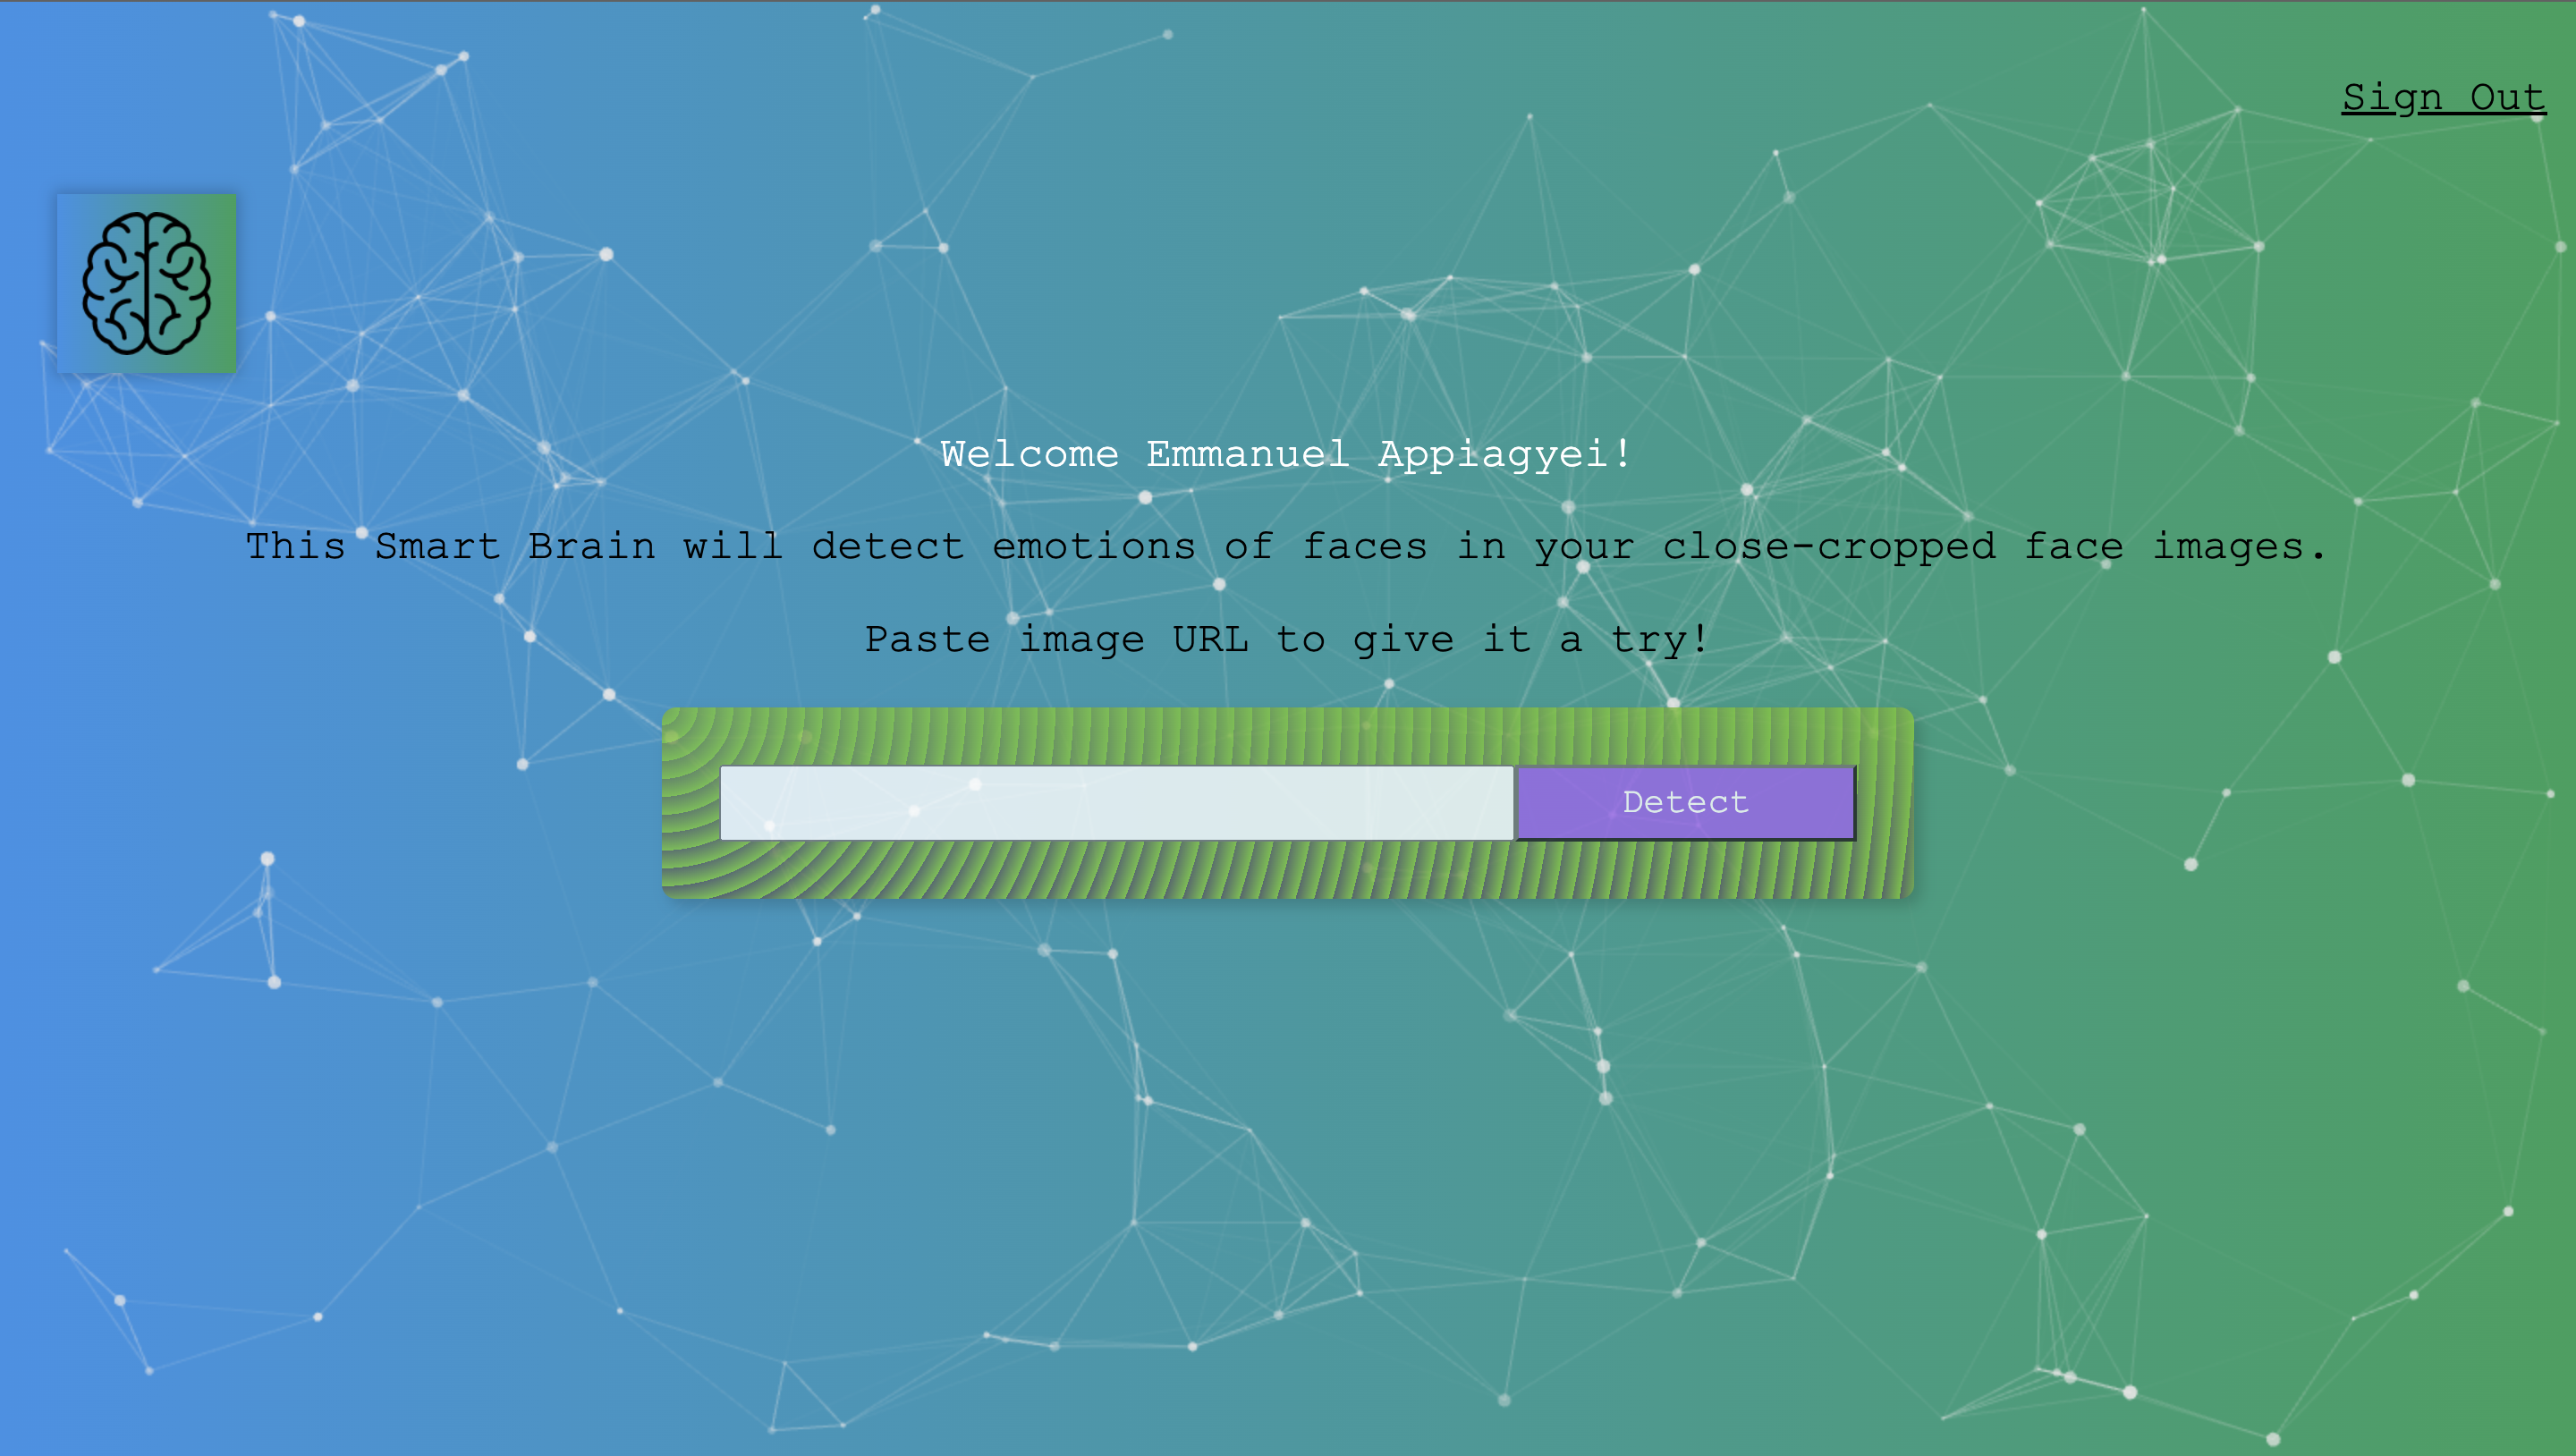 Sign Out
Welcome Emmanuel Appiagyei!
This Smart Brain will detect emotions of faces in your close-cropped face images.
Paste image URL to give it a try!
Detect